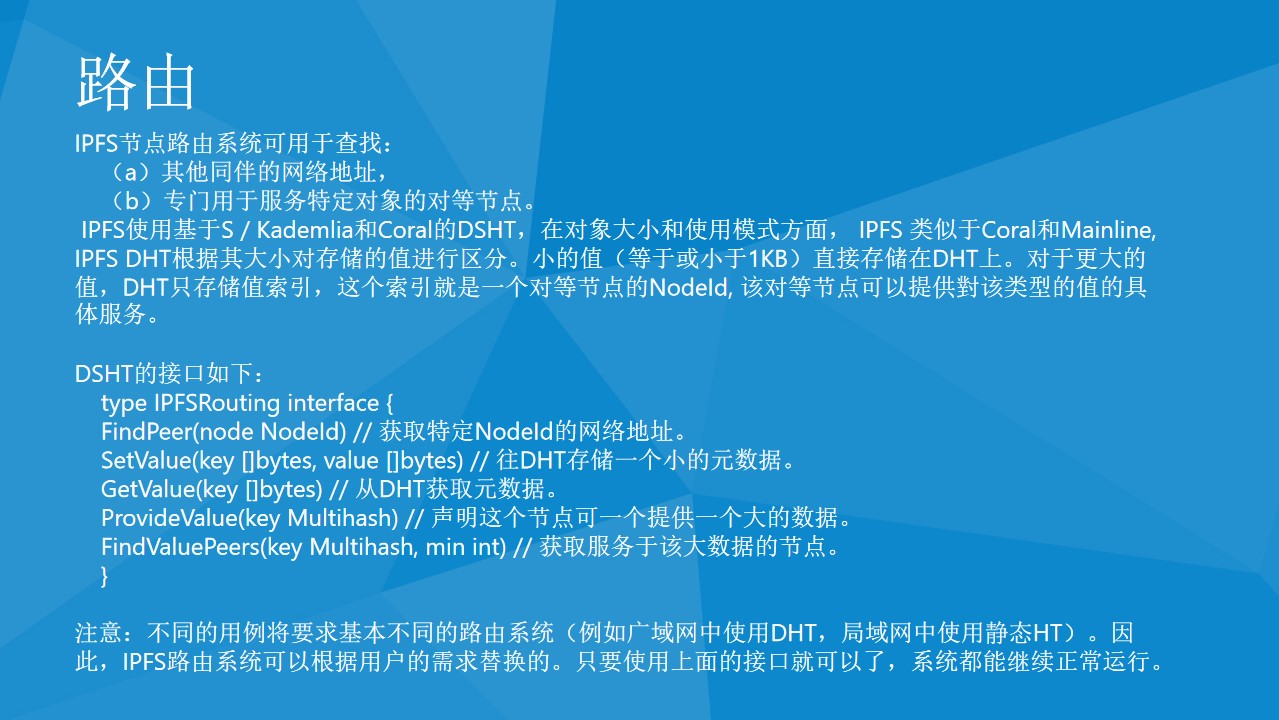 路由
IPFS节点路由系统可用于查找：
（a）其他同伴的网络地址，
（b）专门用于服务特定对象的对等节点。
IPFS使用基于S / Kademlia和Coral的DSHT，在对象大小和使用模式方面， IPFS 类似于Coral和Mainline,
IPFS DHT根据其大小对存储的值进行区分。小的值（等于或小于1KB）直接存储在DHT上。对于更大的
值，DHT只存储值索引，这个索引就是一个对等节点的NodeId, 该对等节点可以提供對该类型的值的具
体服务。
DSHT的接口如下：
type IPFSRouting interface {
FindPeer(node NodeId) // 获取特定NodeId的网络地址。
SetValue(key []bytes, value []bytes) // 往DHT存储一个小的元数据。
GetValue(key []bytes) // 从DHT获取元数据。
ProvideValue(key Multihash) // 声明这个节点可一个提供一个大的数据。
FindValuePeers(key Multihash, min int) // 获取服务于该大数据的节点。
}
注意：不同的用例将要求基本不同的路由系统（例如广域网中使用DHT，局域网中使用静态HT）。因
此，IPFS路由系统可以根据用户的需求替换的。只要使用上面的接口就可以了，系统都能继续正常运行。